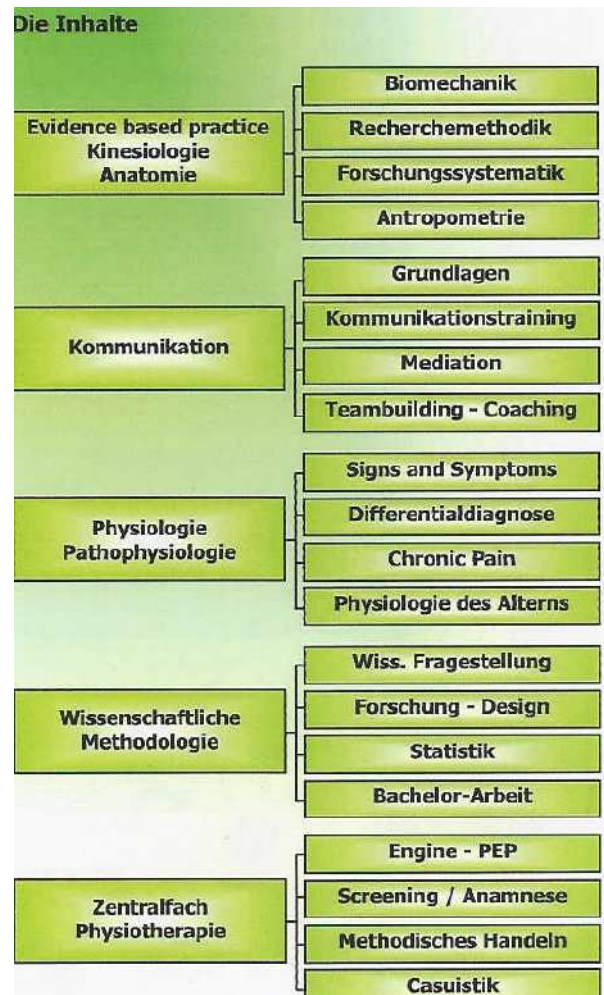 Die Inhalte
Evidence based practice
Kinesiologie
Anatomie
Biomechanik
Recherchemethodik
Forschungssystematik
Antropometrie
Kommunikation
Grundlagen
Kommunikationstraining
Mediation
Teambuilding - Coaching
Physiologie
Pathophysiologie
Signs and Symptoms
Differentialdiagnose
Chronic Pain
Physiologie des Alterns
Wissenschaftliche
Methodologie
Wiss. Fragestellung
Forschung - Design
Statistik
Bachelor-Arbeit
Zentralfach
Physiotherapie
Engine - PEP
Screening / Anamnese
Methodisches Handeln
Casuistik